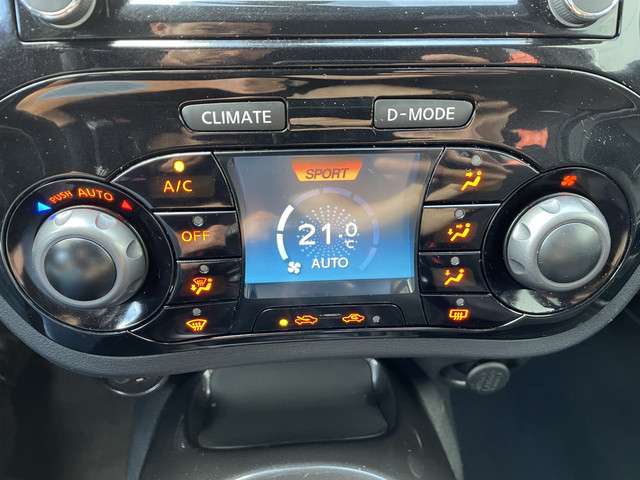 CLIMATE
D-MODE
SPORT
PUSH AUTO
A/C
OFF
21.0
°C
AUTO